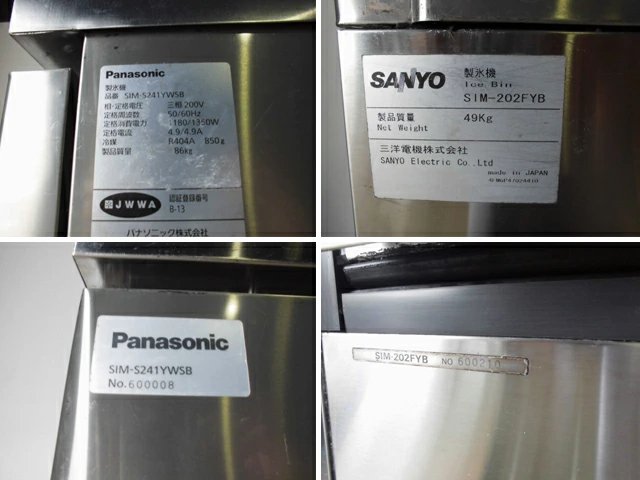 Panasonic
製氷機
品番 SIM-S241YWSB
相・定格電圧 三相 200V
定格周波数 50/60Hz
定格消費電力 1180/1350W
定格電流 4.9/4.9A
冷媒 R404A 850g
製品質量 86kg
JWWA
認証登録番号
B-13
パナソニック株式会社
SANYO
製氷機
Ice Bin
SIM-202FYB
製品質量 49Kg
Net Weight
三洋電機株式会社
SANYO Electric Co.,Ltd
made in JAPAN
Panasonic
SIM-S241YWSB
No.600008
SIM-202FYB NO 600210